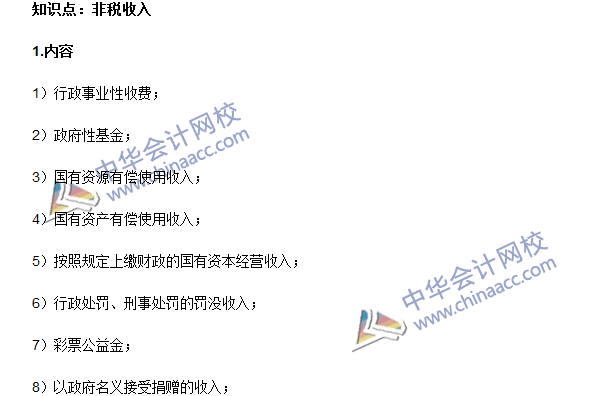 知识点：非税收入
1.内容
1）行政事业性收费；
2）政府性基金；
3）国有资源有偿使用收入；
4）国有资产有偿使用收入；
5）按照规定上缴财政的国有资本经营收入；
6）行政处罚、刑事处罚的罚没收入；
7）彩票公益金；
8）以政府名义接受捐赠的收入；
中华会计网校
www.chinaacc.com
中华会计网校
www.chinaacc.com